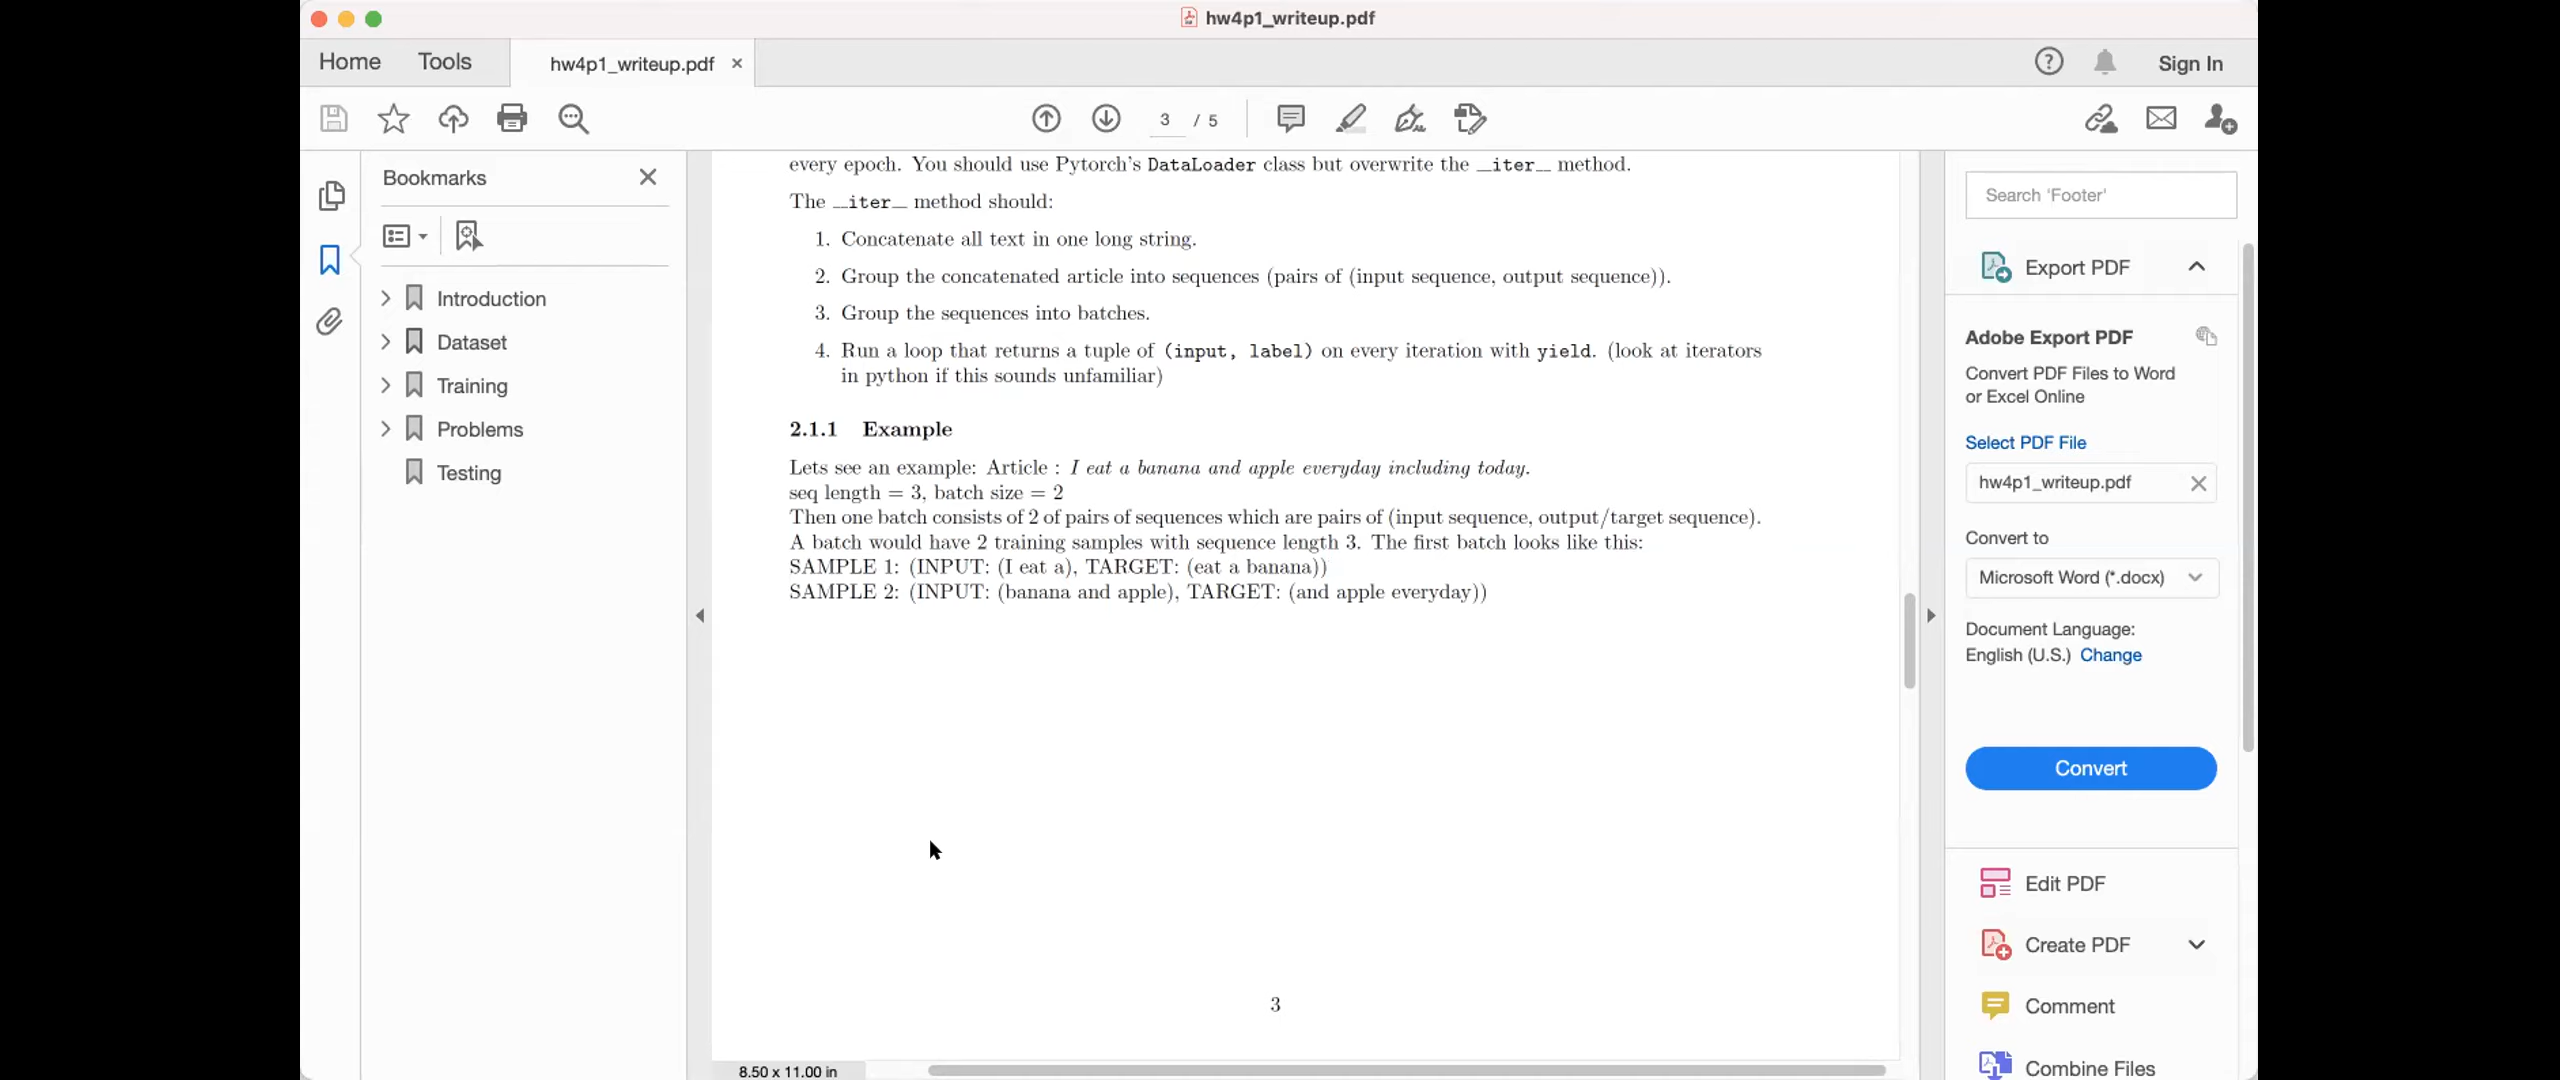 hw4p1_writeup.pdf
Home
Tools
hw4p1_writeup.pdf ×
Sign In
3 / 5
Bookmarks
Introduction
Dataset
Training
Problems
Testing
every epoch. You should use Pytorch's DataLoader class but overwrite the __iter__ method.
The __iter__ method should:
1. Concatenate all text in one long string.
2. Group the concatenated article into sequences (pairs of (input sequence, output sequence)).
3. Group the sequences into batches.
4. Run a loop that returns a tuple of (input, label) on every iteration with yield. (look at iterators
in python if this sounds unfamiliar)
2.1.1 Example
Lets see an example: Article : I eat a banana and apple everyday including today.
seq length = 3, batch size = 2
Then one batch consists of 2 of pairs of sequences which are pairs of (input sequence, output/target sequence).
A batch would have 2 training samples with sequence length 3. The first batch looks like this:
SAMPLE 1: (INPUT: (I eat a), TARGET: (eat a banana))
SAMPLE 2: (INPUT: (banana and apple), TARGET: (and apple everyday))
3
8.50 x 11.00 in
Search 'Footer'
Export PDF
Adobe Export PDF
Convert PDF Files to Word
or Excel Online
Select PDF File
hw4p1_writeup.pdf
Convert to
Microsoft Word (*.docx)
Document Language:
English (U.S.) Change
Convert
Edit PDF
Create PDF
Comment
Combine Files